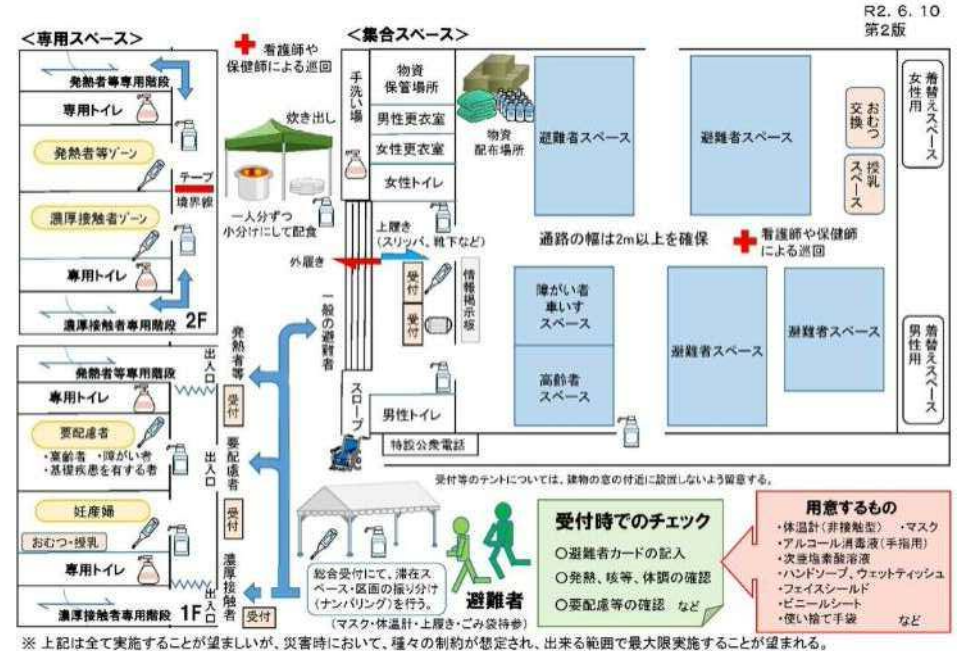 R2. 6. 10
第2版
＜専用スペース＞
看護師や
保健師による巡回
発熱者等専用階段
専用トイレ
発熱者等ゾーン
テープ
境界線
濃厚接触者ゾーン
専用トイレ
濃厚接触者専用階段
2F
炊き出し
一人分ずつ
小分けにして配食
＜集合スペース＞
手洗い場
物資
保管場所
男性更衣室
女性更衣室
女性トイレ
物資
配布場所
避難者スペース
避難者スペース
おむつ
交換
授乳
スペース
着替えスペース
女性用
上履き
(スリッパ、靴下など)
外履き
通路の幅は2m以上を確保
看護師や保健師
による巡回
受付
受付
情報掲示板
障がい者
車いす
スペース
高齢者
スペース
避難者スペース
避難者スペース
着替えスペース
男性用
一般の避難者
スロープ
男性トイレ
特設公衆電話
発熱者等専用階段
専用トイレ
要配慮者
・高齢者 ・障がい者
・基礎疾患を有する者
妊産婦
おむつ・授乳
専用トイレ
濃厚接触者専用階段
1F
出入口
発熱者等
受付
出入口
要配慮者
受付
出入口
濃厚接触者
受付
受付等のテントについては、建物の窓の付近に設置しないよう留意する。
総合受付にて、滞在ス
ペース・区画の振り分け
(ナンバリング)を行う。
避難者
(マスク・体温計・上履き・ごみ袋持参)
受付時でのチェック
○避難者カードの記入
○発熱、咳等、体調の確認
○要配慮等の確認 など
用意するもの
・体温計(非接触型) ・マスク
・アルコール消毒液(手指用)
・次亜塩素酸溶液
・ハンドソープ、ウェットティッシュ
・フェイスシールド
・ビニールシート
・使い捨て手袋 など
※ 上記は全て実施することが望ましいが、災害時において、種々の制約が想定され、出来る範囲で最大限実施することが望まれる。